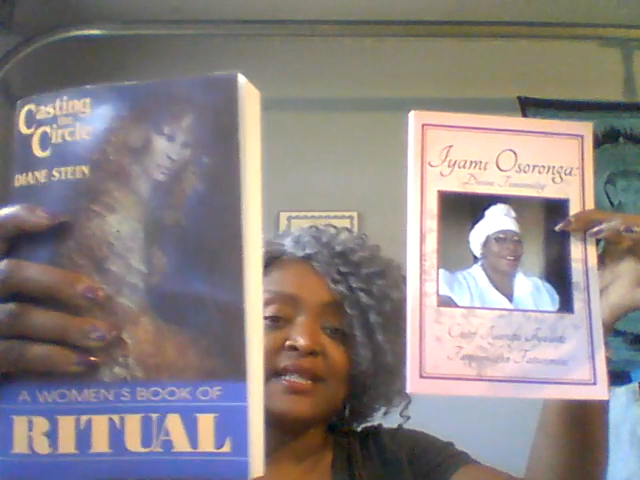 Casting
the
Circle
DIANE STEIN
A WOMEN'S BOOK OF
RITUAL
Iyami Osoronga:
Divine Femininity